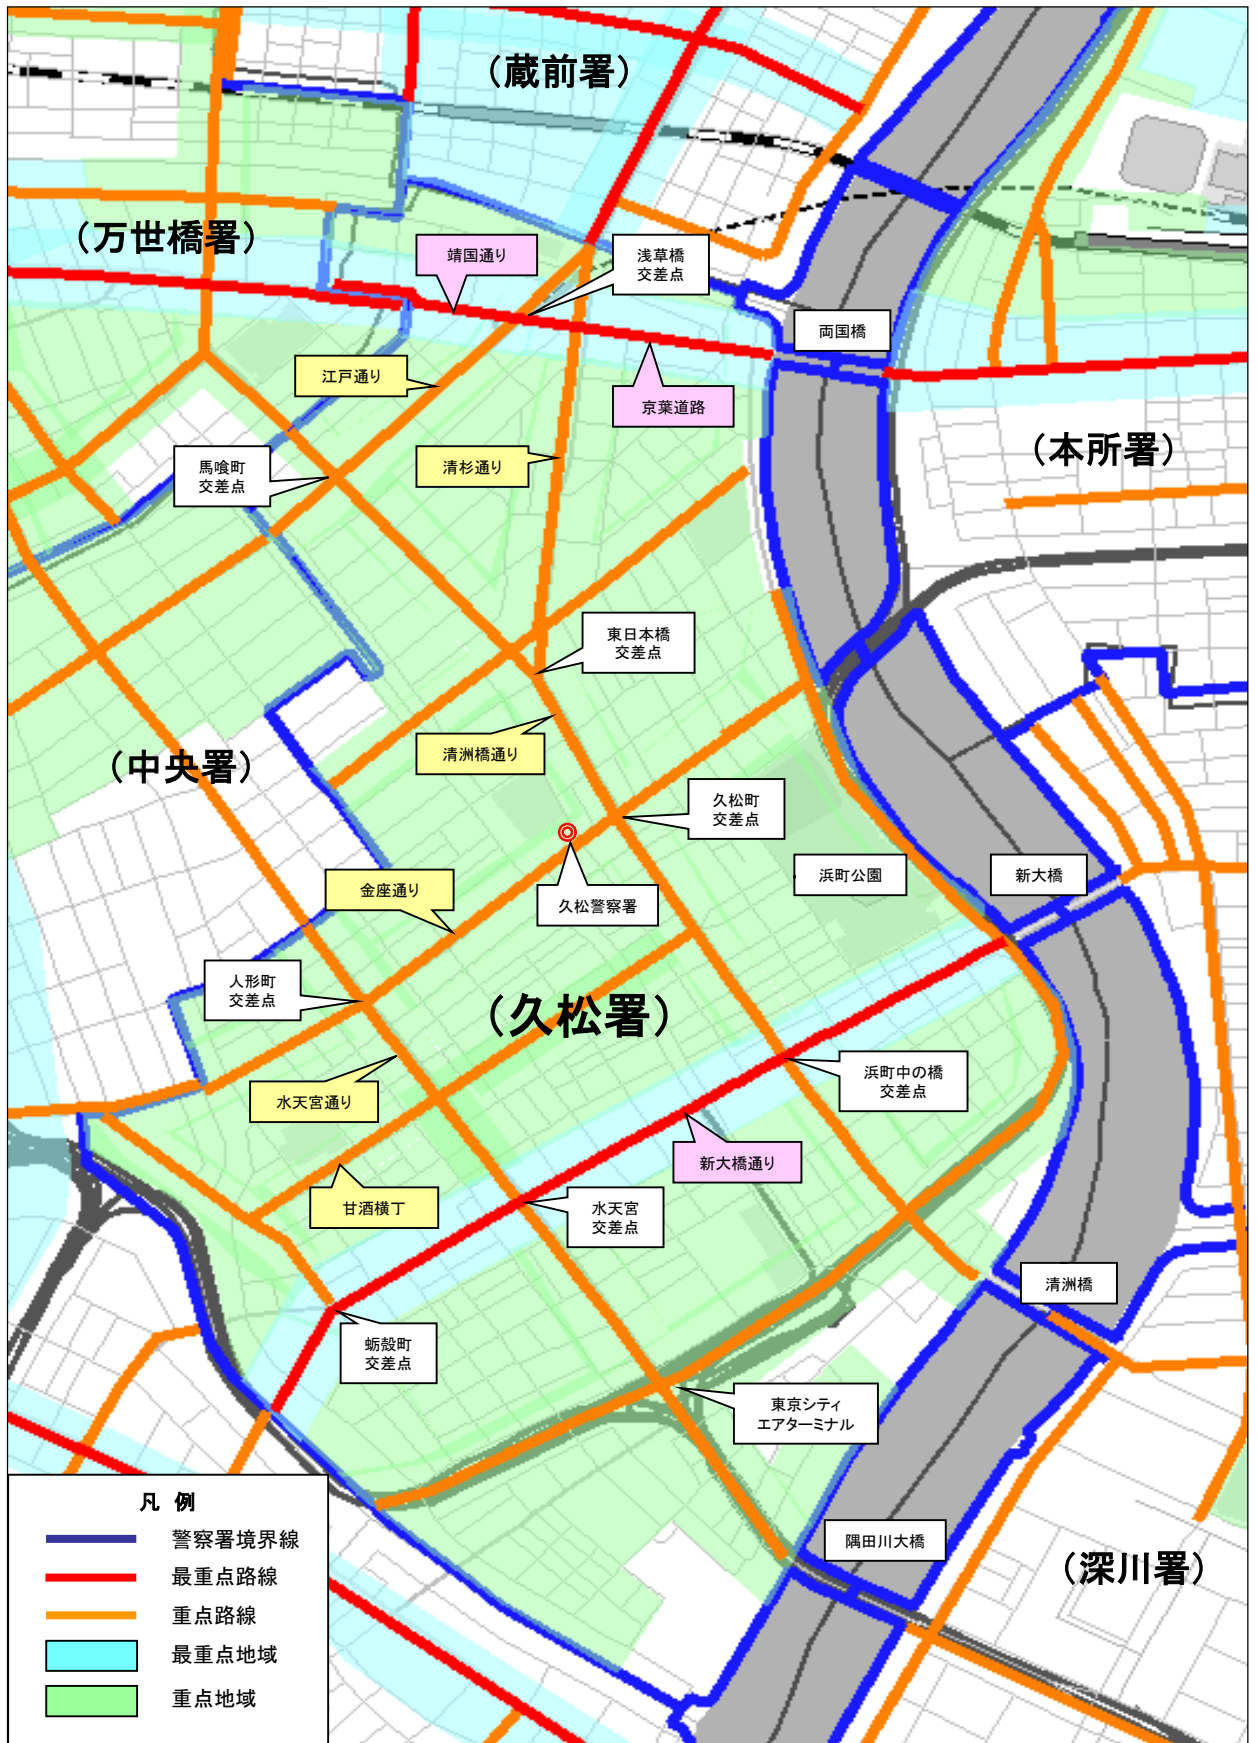 （蔵前署）
（万世橋署）
靖国通り
浅草橋
交差点
両国橋
江戸通り
京葉道路
清杉通り
馬喰町
交差点
（本所署）
東日本橋
交差点
清洲橋通り
（中央署）
久松町
交差点
浜町公園
新大橋
金座通り
久松警察署
人形町
交差点
（久松署）
浜町中の橋
交差点
水天宮通り
新大橋通り
甘酒横丁
水天宮
交差点
清洲橋
蛎殻町
交差点
東京シティ
エアターミナル
隅田川大橋
（深川署）
凡 例
警察署境界線
最重点路線
重点路線
最重点地域
重点地域